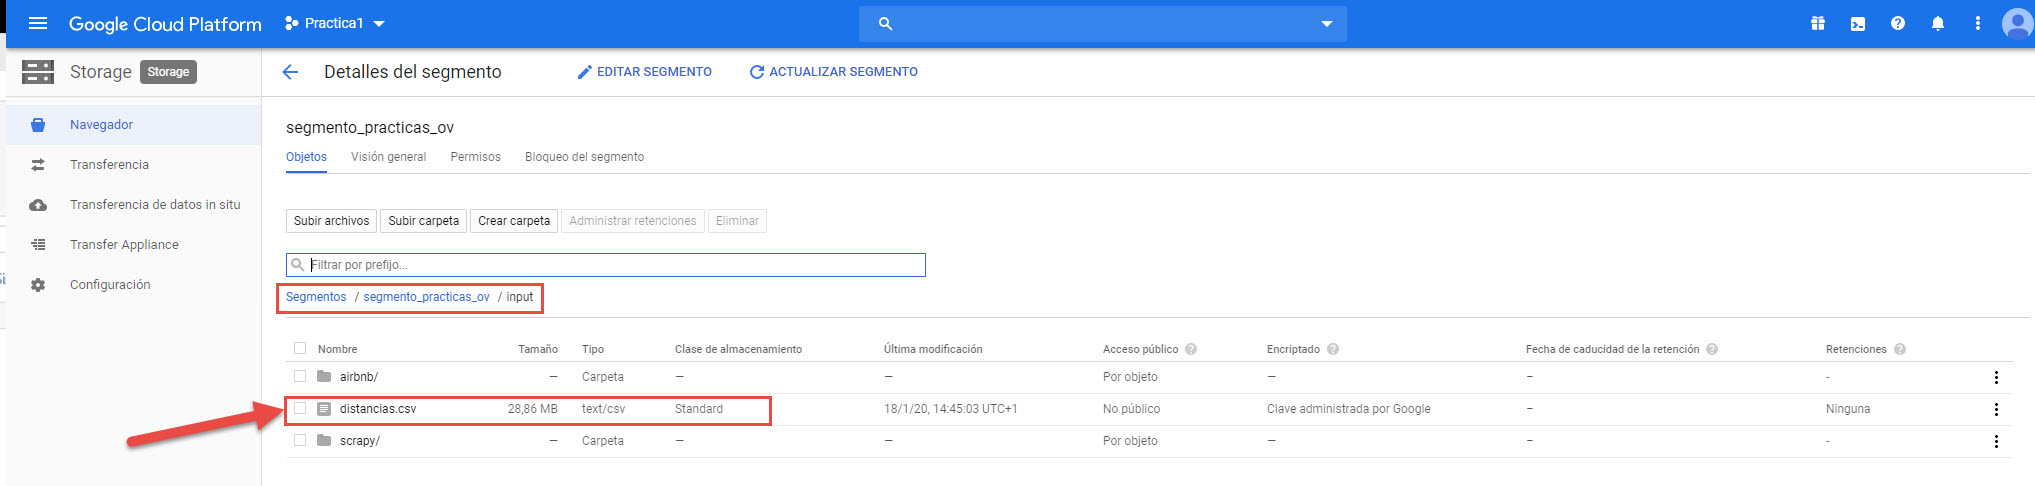 Google Cloud Platform Practica1
Storage Storage
Detalles del segmento EDITAR SEGMENTO ACTUALIZAR SEGMENTO
Navegador
Transferencia
Transferencia de datos in situ
Transfer Appliance
Configuración
segmento_practicas_ov
Objetos Visión general Permisos Bloqueo del segmento
Subir archivos Subir carpeta Crear carpeta Administrar retenciones Eliminar
Filtrar por prefijo...
Segmentos / segmento_practicas_ov / input
Nombre Tamaño Tipo Clase de almacenamiento Última modificación Acceso público Encriptado Fecha de caducidad de la retención Retenciones
airbnb/ — Carpeta — — Por objeto — – -
distancias.csv 28,86 MB text/csv Standard 18/1/20, 14:45:03 UTC+1 No público Clave administrada por Google – Ninguna
scrapy/ — Carpeta — — Por objeto — – -